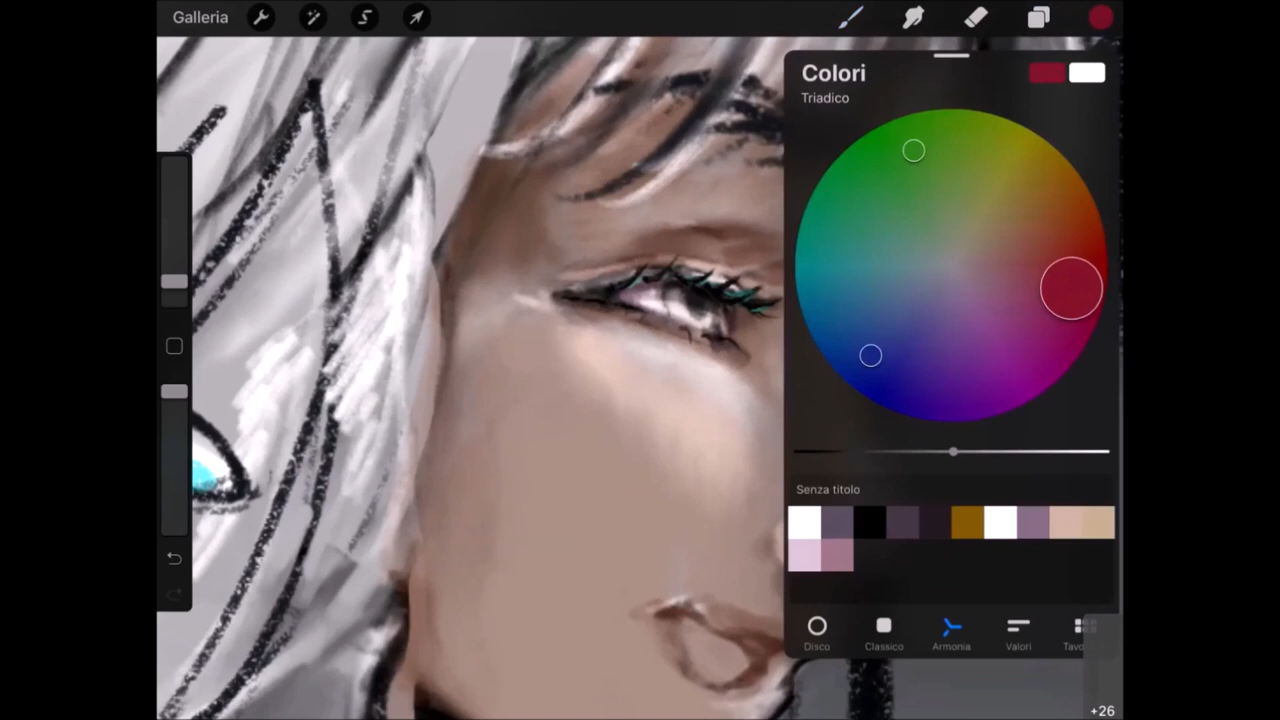 Galleria
Colori
Triadico
Senza titolo
Disco
Classico
Armonia
Valori
+26